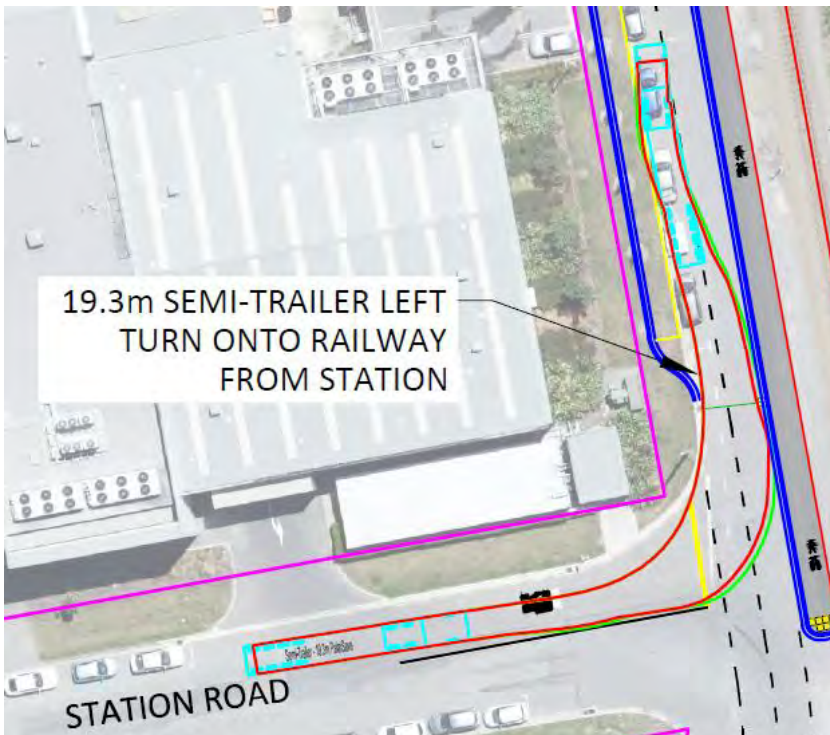 19.3m SEMI-TRAILER LEFT
TURN ONTO RAILWAY
FROM STATION
STATION ROAD